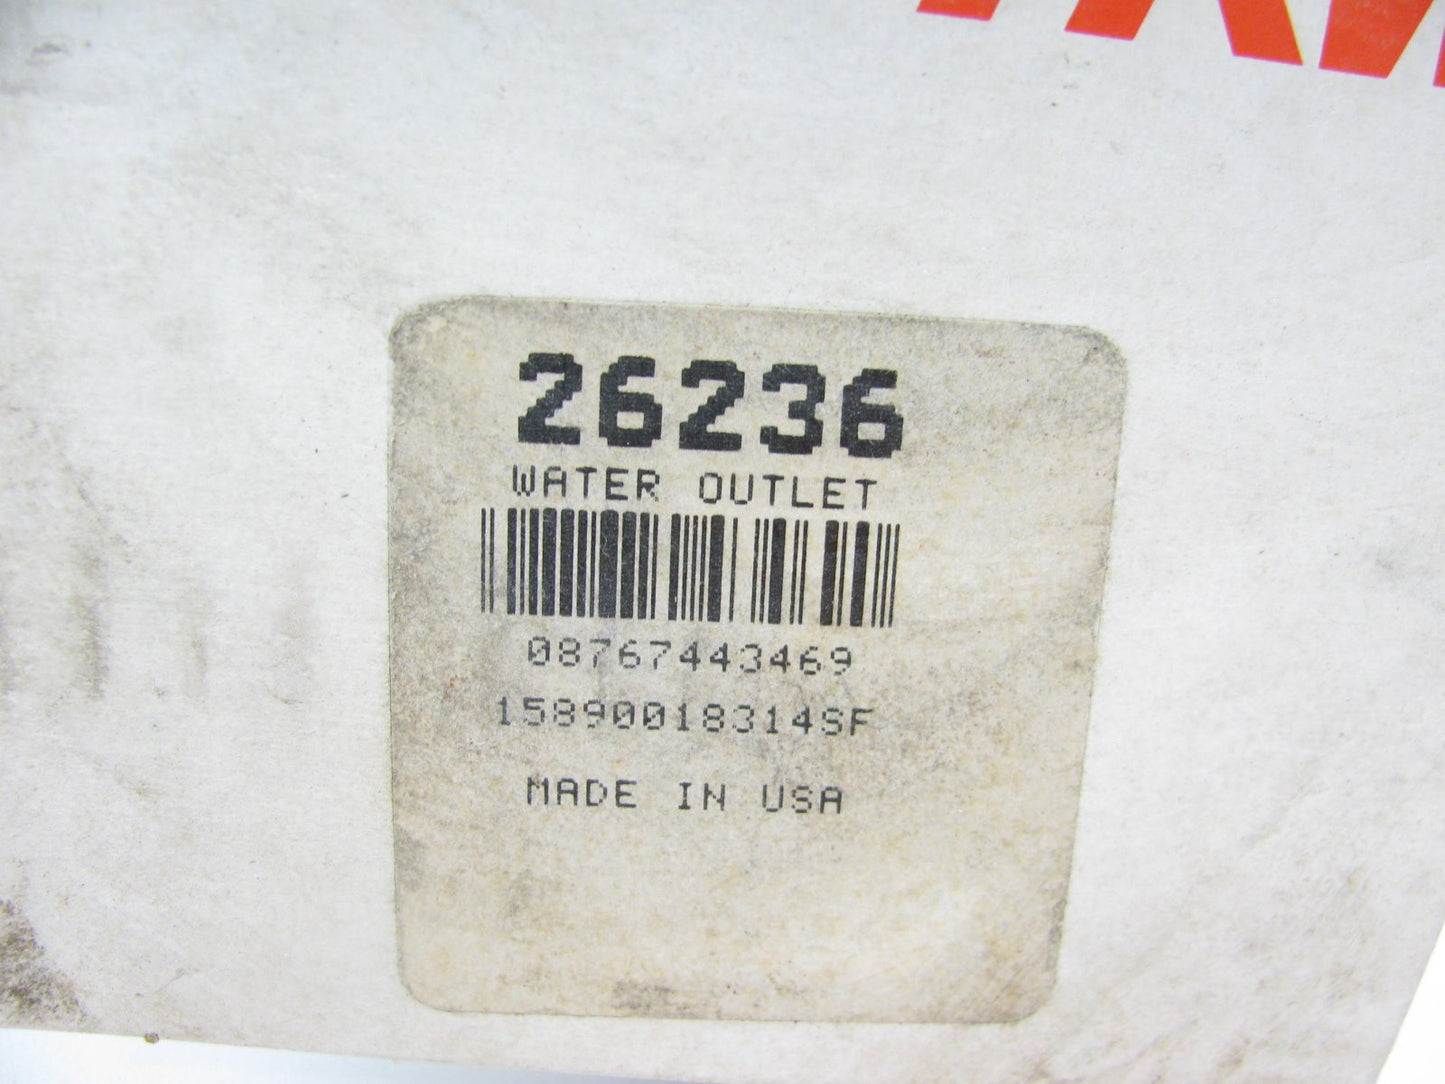 26236
WATER OUTLET
08767443469
15890018314SF
MADE IN USA